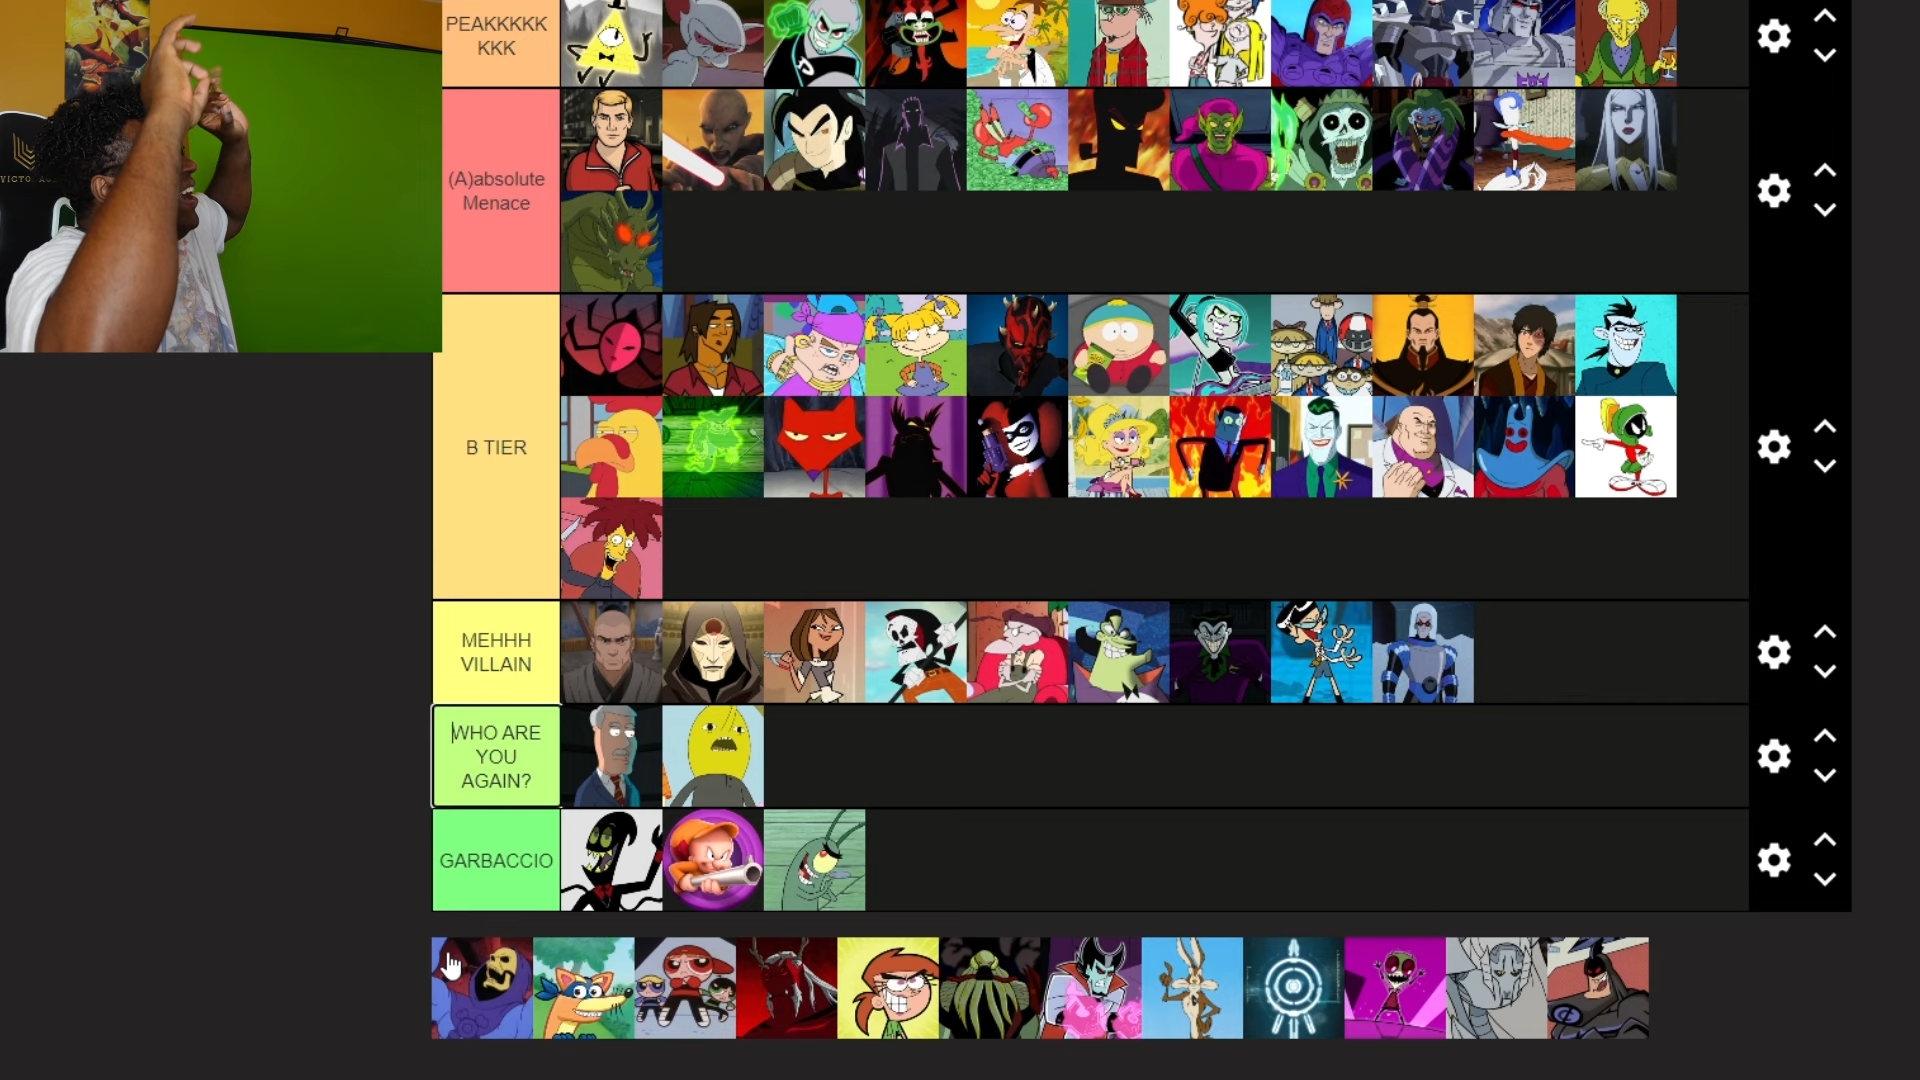 PEAKKKKK
KKK
(A)absolute
Menace
B TIER
MEHHH
VILLAIN
WHO ARE
YOU
AGAIN?
GARBACCIO